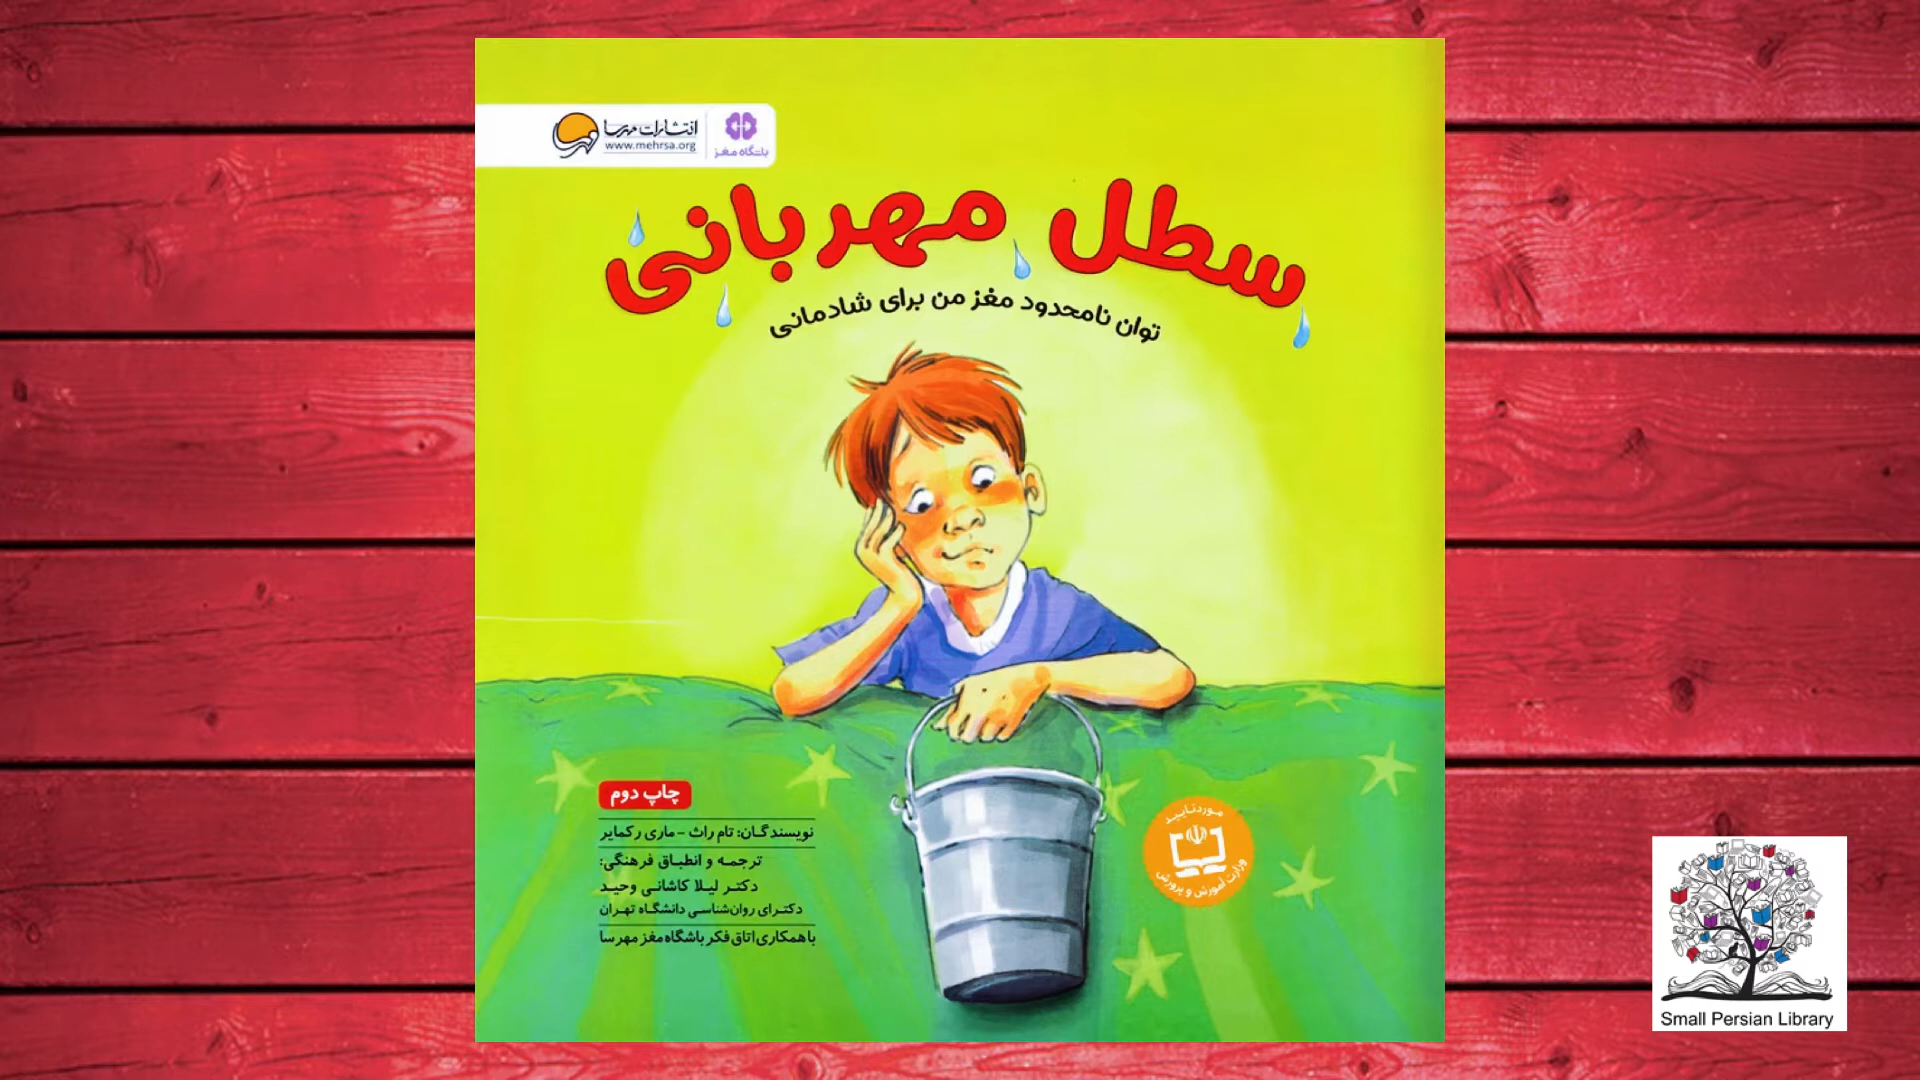 انتشارات مهرسا
www.mehrsa.org
باشگاه مغز
سطل مهربانی
توان نامحدود مغز من برای شادمانی
چاپ دوم
نویسندگان: تام راث - ماری رکمایر
ترجمه و انطباق فرهنگی:
دکتر لیلا کاشانی وحید
دکترای روان‌شناسی دانشگاه تهران
با همکاری اتاق فکر باشگاه مغز مهرسا
مورد تایید
وزارت آموزش و پرورش
Small Persian Library